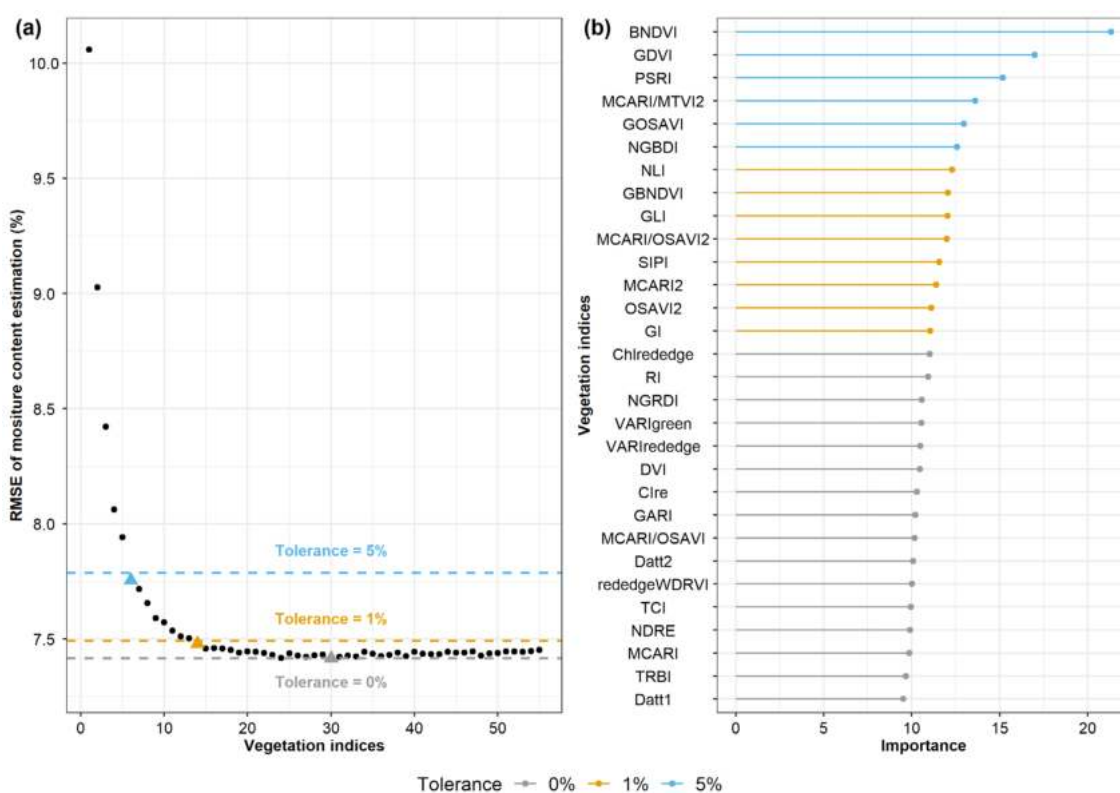 (a)
10.0
9.5
9.0
8.5
8.0
7.5
RMSE of mositure content estimation (%)
Tolerance = 5%
Tolerance = 1%
Tolerance = 0%
0 10 20 30 40 50
Vegetation indices
(b)
Vegetation indices
BNDVI
GDVI
PSRI
MCARI/MTVI2
GOSAVI
NGBDI
NLI
GBNDVI
GLI
MCARI/OSAVI2
SIPI
MCARI2
OSAVI2
GI
Chlrededge
RI
NGRDI
VARIgreen
VARIrededge
DVI
CIre
GARI
MCARI/OSAVI
Datt2
rededgeWDRVI
TCI
NDRE
MCARI
TRBI
Datt1
0 5 10 15 20
Importance
Tolerance 0% 1% 5%